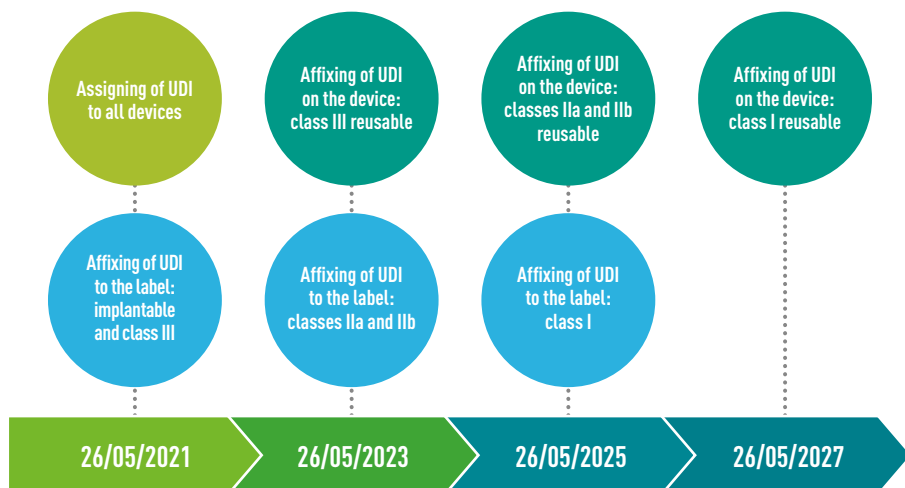 Assigning of UDI
to all devices
Affixing of UDI
on the device:
class III reusable
Affixing of UDI
on the device:
classes IIa and IIb
reusable
Affixing of UDI
on the device:
class I reusable
Affixing of UDI
to the label:
implantable
and class III
Affixing of UDI
to the label:
classes IIa and IIb
Affixing of UDI
to the label:
class I
26/05/2021
26/05/2023
26/05/2025
26/05/2027